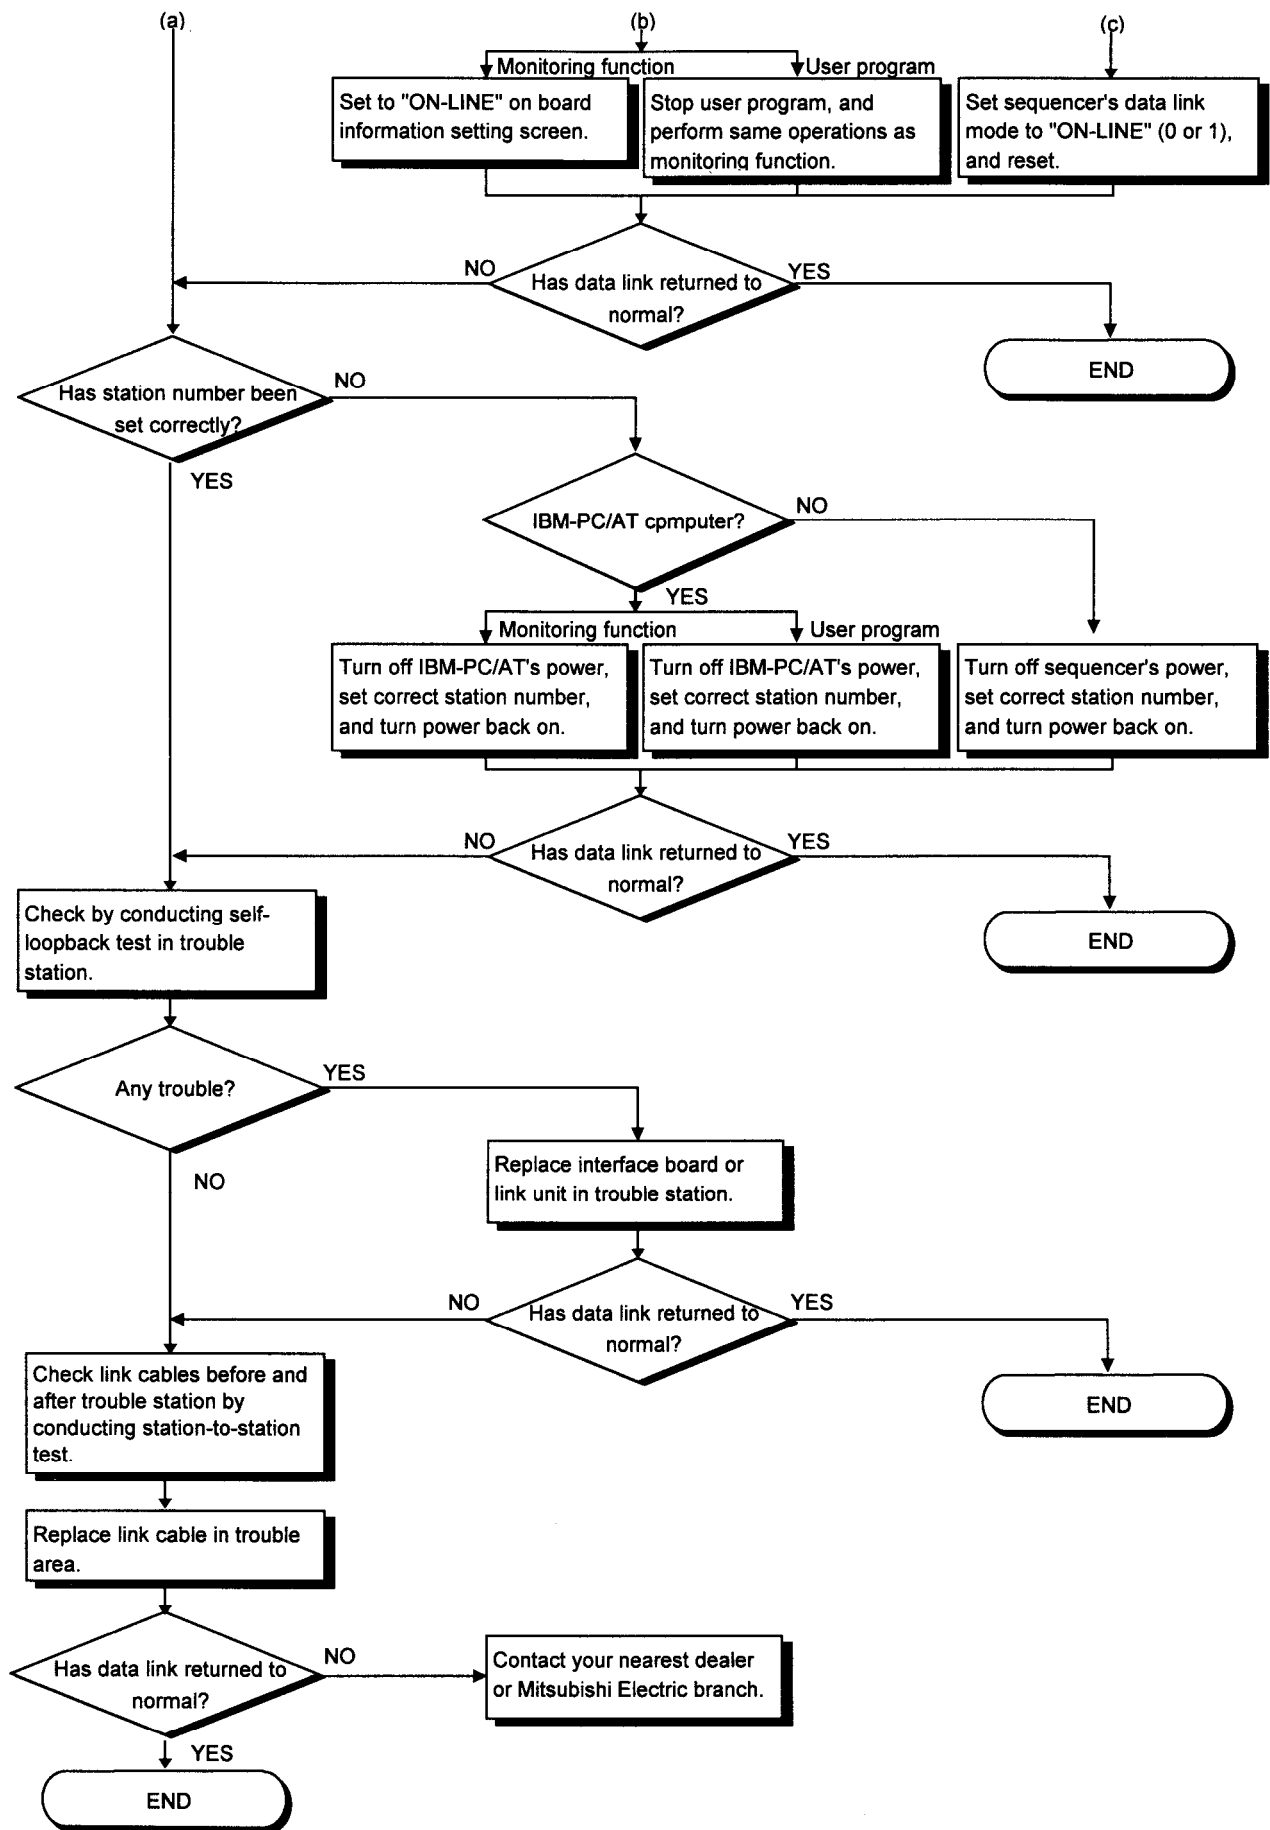 (a)
(b)
(c)
Monitoring function
User program
Set to "ON-LINE" on board
information setting screen.
Stop user program, and
perform same operations as
monitoring function.
Set sequencer's data link
mode to "ON-LINE" (0 or 1),
and reset.
NO
Has data link returned to
normal?
YES
END
Has station number been
set correctly?
NO
YES
IBM-PC/AT cpmputer?
NO
YES
Monitoring function
User program
Turn off IBM-PC/AT's power,
set correct station number,
and turn power back on.
Turn off IBM-PC/AT's power,
set correct station number,
and turn power back on.
Turn off sequencer's power,
set correct station number,
and turn power back on.
NO
Has data link returned to
normal?
YES
END
Check by conducting self-
loopback test in trouble
station.
Any trouble?
YES
NO
Replace interface board or
link unit in trouble station.
NO
Has data link returned to
normal?
YES
END
Check link cables before and
after trouble station by
conducting station-to-station
test.
Replace link cable in trouble
area.
Has data link returned to
normal?
NO
Contact your nearest dealer
or Mitsubishi Electric branch.
YES
END